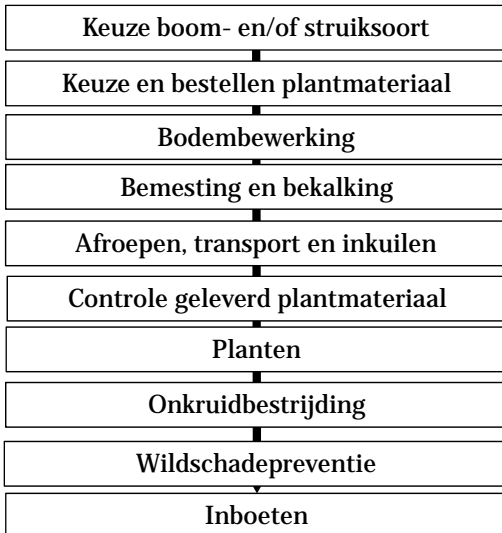 Keuze boom- en/of struiksoort
Keuze en bestellen plantmateriaal
Bodembewerking
Bemesting en bekalking
Afroepen, transport en inkuilen
Controle geleverd plantmateriaal
Planten
Onkruidbestrijding
Wildschadepreventie
Inboeten